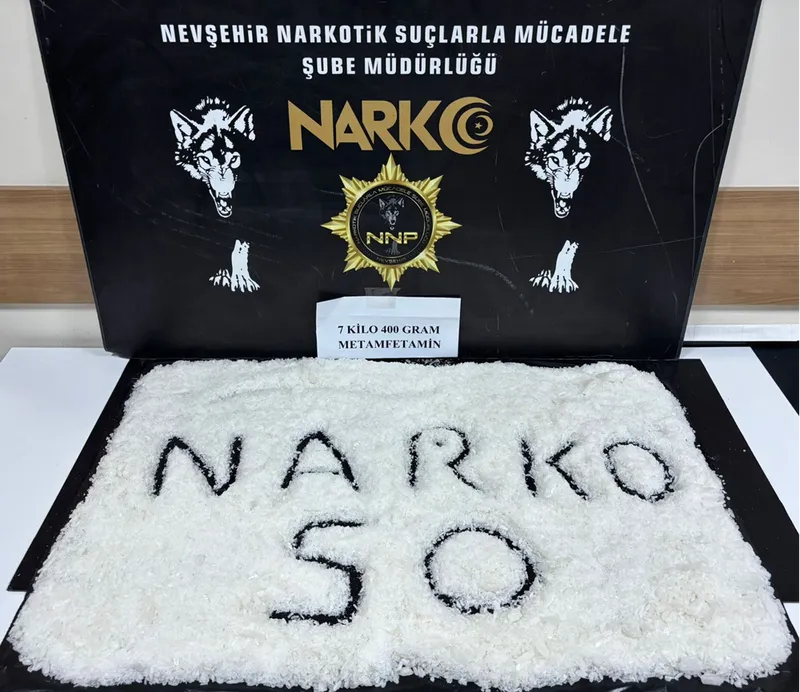 NEVŞEHİR NARKOTİK SUÇLARLA MÜCADELE
ŞUBE MÜDÜRLÜĞÜ
NARKO
NNP
7 KİLO 400 GRAM
METAMFETAMİN
NARKO
50